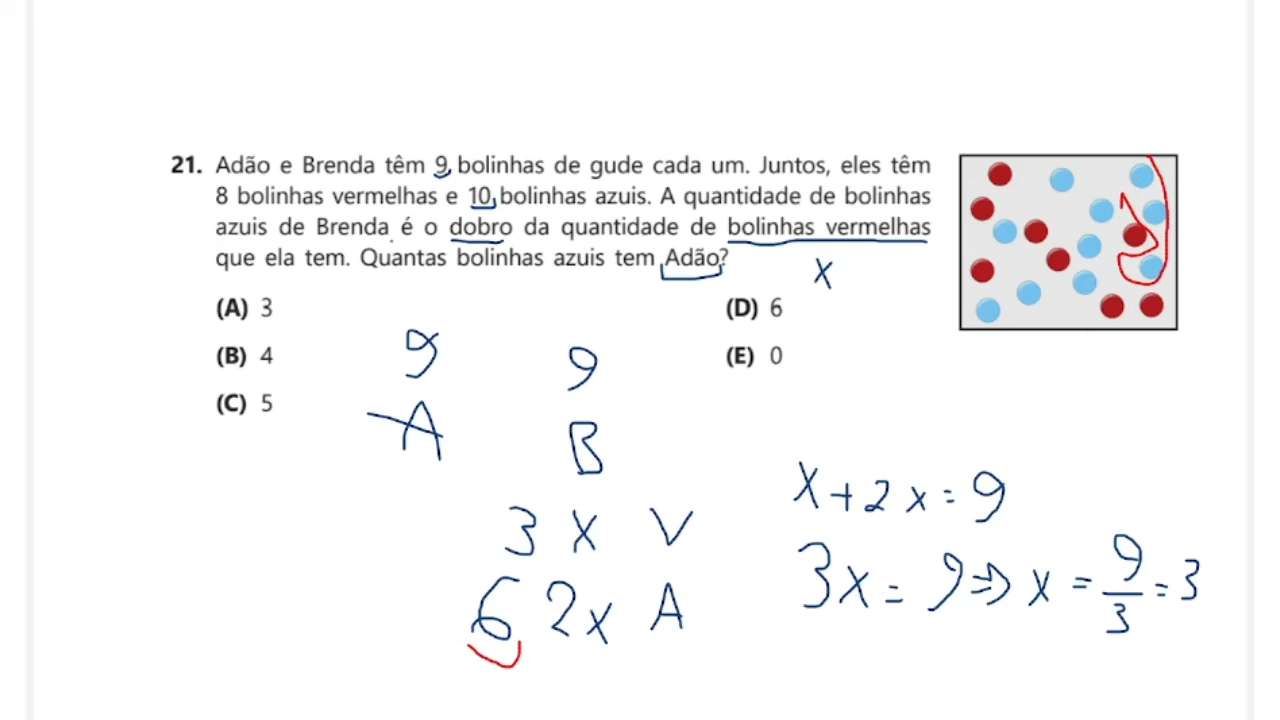 21. Adão e Brenda têm 9 bolinhas de gude cada um. Juntos, eles têm
8 bolinhas vermelhas e 10 bolinhas azuis. A quantidade de bolinhas
azuis de Brenda é o dobro da quantidade de bolinhas vermelhas
que ela tem. Quantas bolinhas azuis tem Adão?
x
(A) 3
(D) 6
(B) 4
(E) 0
(C) 5
9 9
A B
3 x V
6 2x A
x + 2x = 9
3x = 9 => x = 9/3 = 3